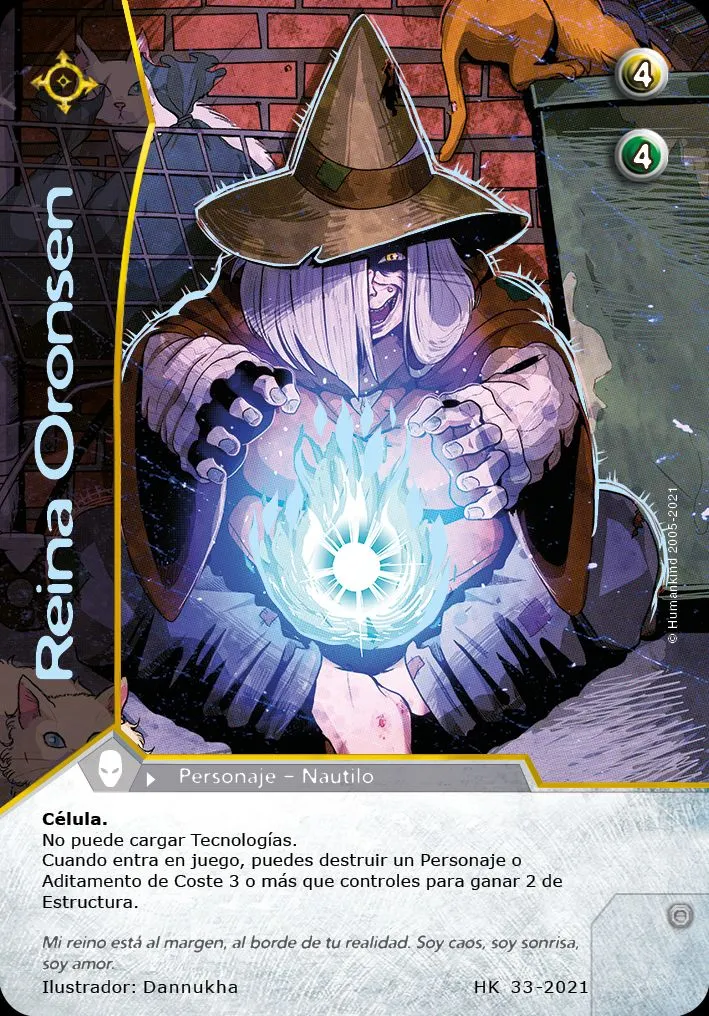 4
4
Reina Oronsen
© Humankind 2005-2021
Personaje – Nautilo
Célula.
No puede cargar Tecnologías.
Cuando entra en juego, puedes destruir un Personaje o
Aditamento de Coste 3 o más que controles para ganar 2 de
Estructura.
Mi reino está al margen, al borde de tu realidad. Soy caos, soy sonrisa,
soy amor.
Ilustrador: Dannukha HK 33-2021